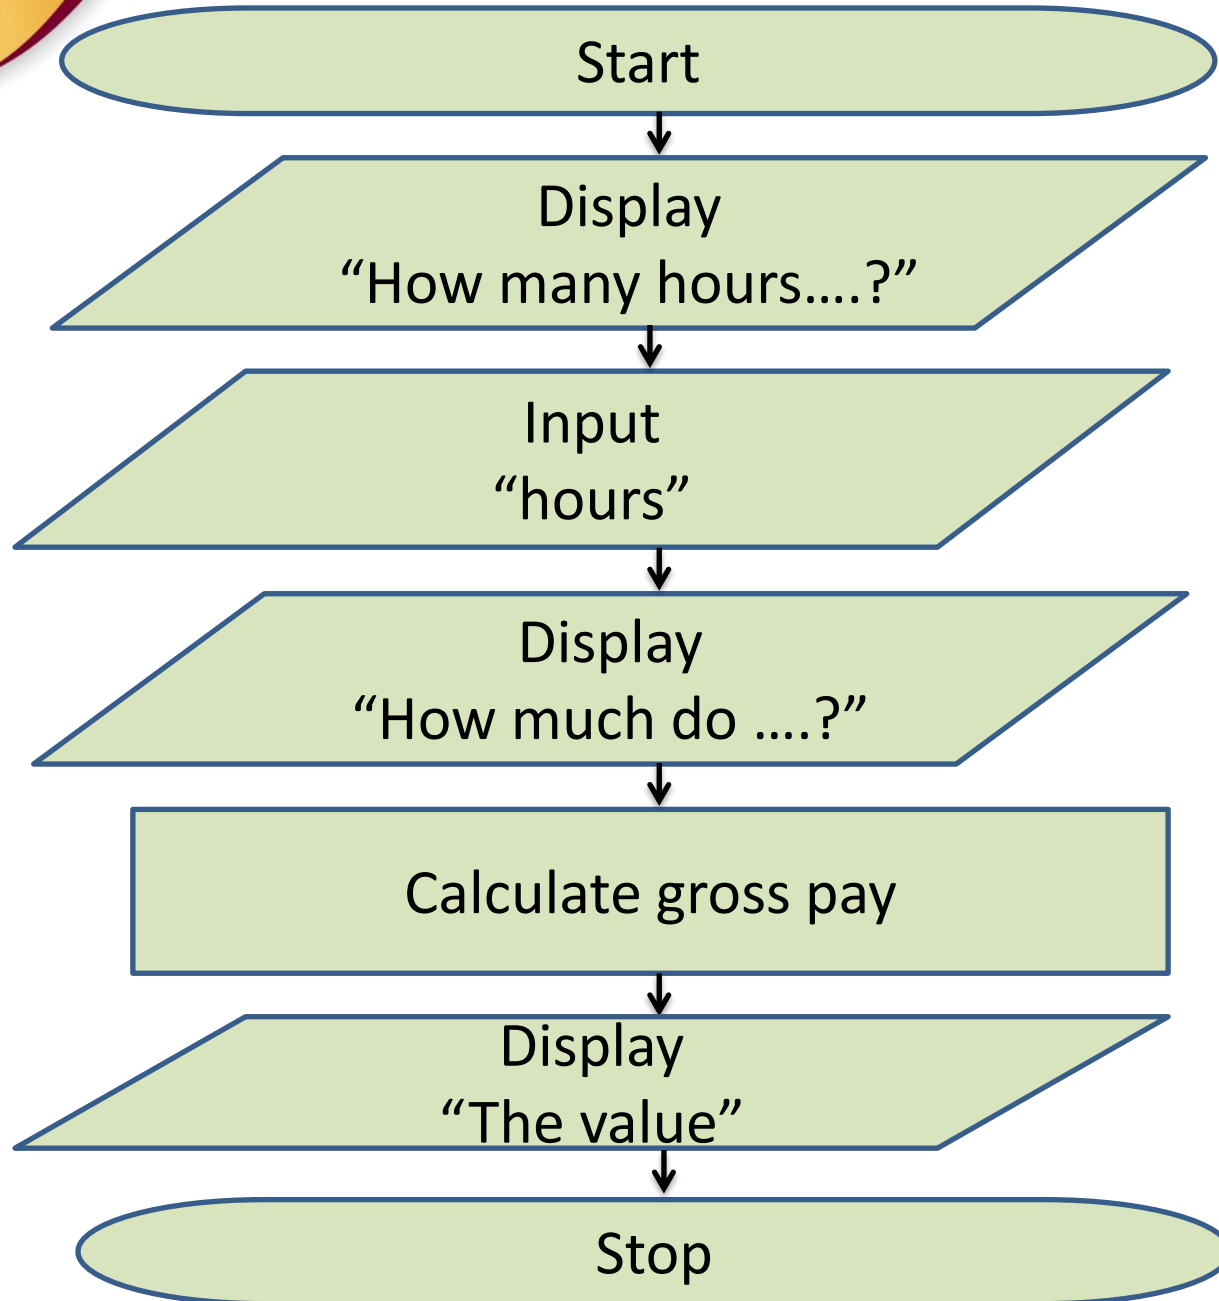 Start
Display
“How many hours….?”
Input
“hours”
Display
“How much do ….?”
Calculate gross pay
Display
“The value”
Stop